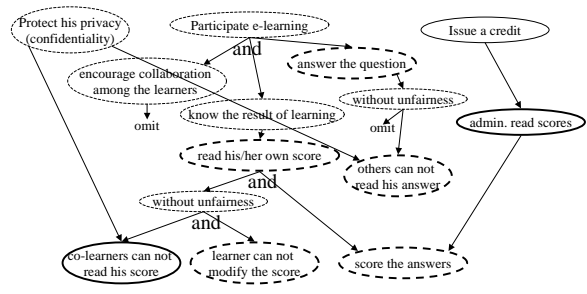 Protect his privacy
(confidentiality)
Participate e-learning
and
Issue a credit
encourage collaboration
among the learners
answer the question
omit
know the result of learning
without unfairness
omit
admin. read scores
read his/her own score
and
others can not
read his answer
without unfairness
and
co-learners can not
read his score
learner can not
modify the score
score the answers